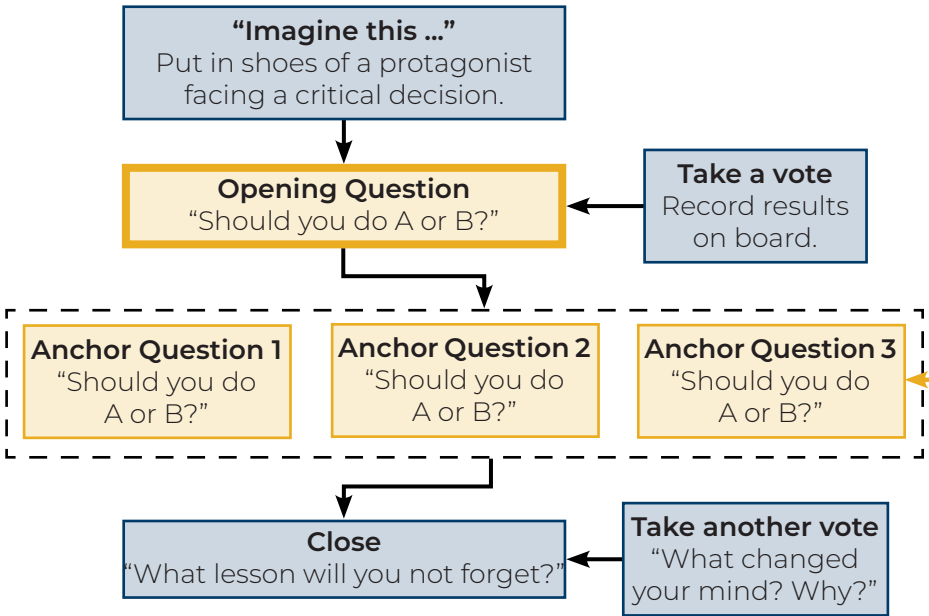 “Imagine this ...”
Put in shoes of a protagonist
facing a critical decision.
Opening Question
“Should you do A or B?”
Take a vote
Record results
on board.
Anchor Question 1
“Should you do
A or B?”
Anchor Question 2
“Should you do
A or B?”
Anchor Question 3
“Should you do
A or B?”
Close
“What lesson will you not forget?”
Take another vote
“What changed
your mind? Why?”